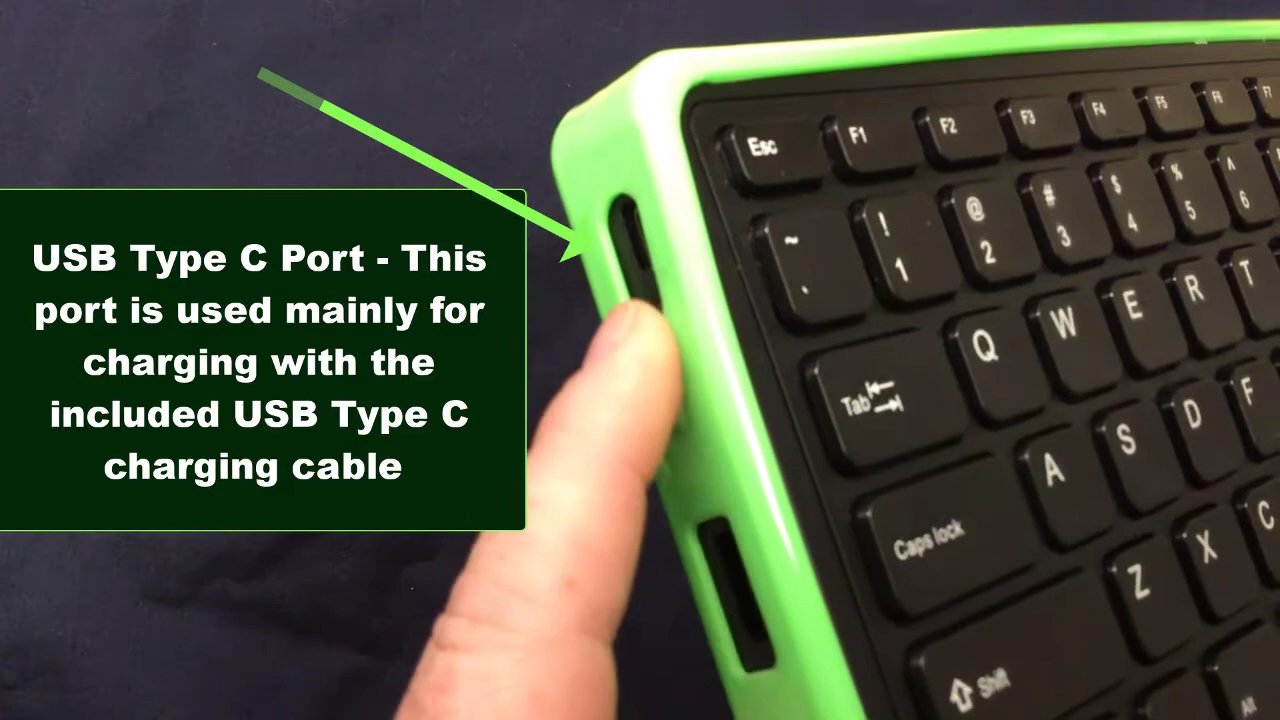 USB Type C Port - This
port is used mainly for
charging with the
included USB Type C
charging cable
Esc F1 F2 F3 F4 F5 F6 F7
~ ! @ # $ % ^
1 2 3 4 5 6
Tab Q W E R T
Caps lock A S D F
Shift Z X C
Alt